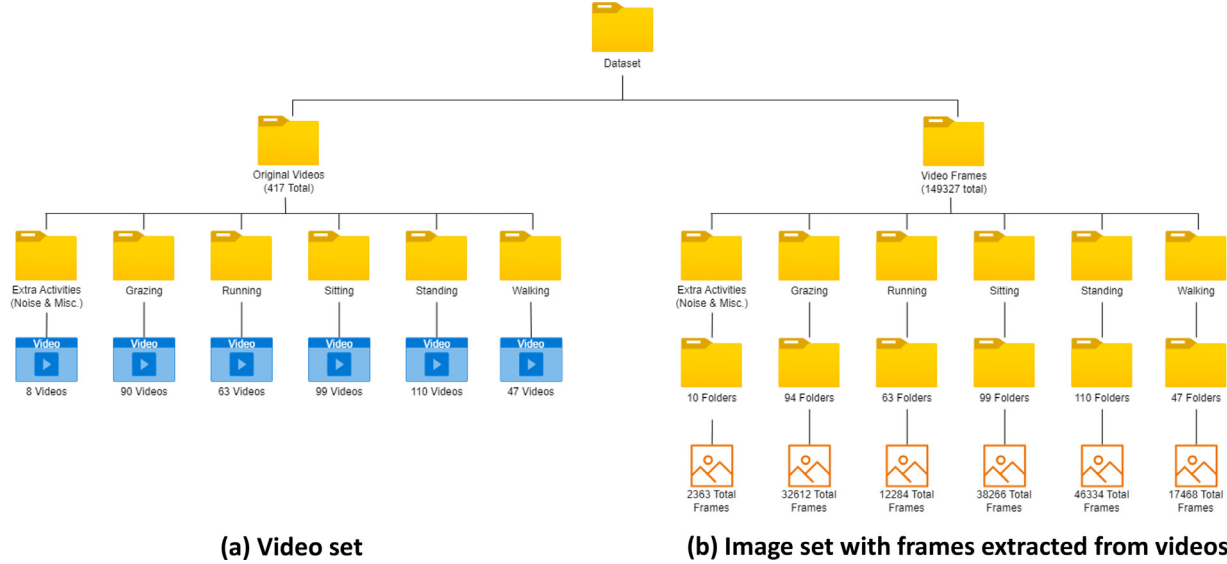 Dataset
Original Videos
(417 Total)
Video Frames
(149327 total)
Extra Activities
(Noise & Misc.)
Grazing
Running
Sitting
Standing
Walking
Extra Activities
(Noise & Misc.)
Grazing
Running
Sitting
Standing
Walking
Video
Video
Video
Video
Video
Video
8 Videos
90 Videos
63 Videos
99 Videos
110 Videos
47 Videos
10 Folders
94 Folders
63 Folders
99 Folders
110 Folders
47 Folders
2363 Total
Frames
32612 Total
Frames
12284 Total
Frames
38266 Total
Frames
46334 Total
Frames
17468 Total
Frames
(a) Video set
(b) Image set with frames extracted from videos